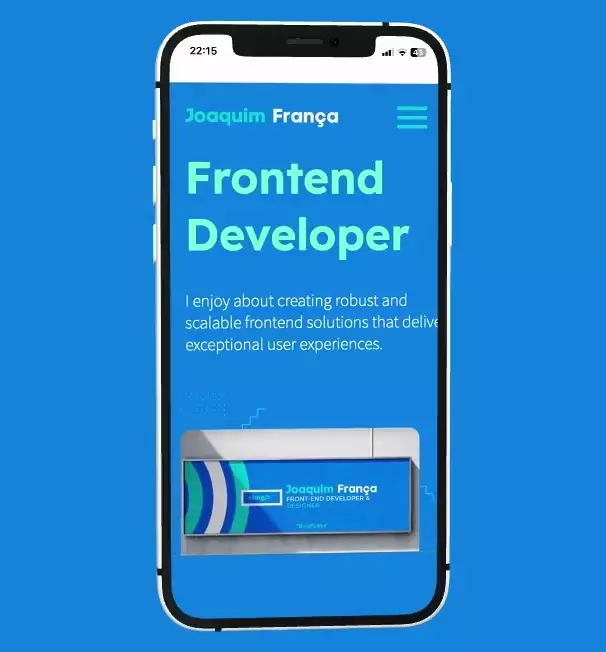 22:15
43
Joaquim França
Frontend
Developer
I enjoy about creating robust and
scalable frontend solutions that delive
exceptional user experiences.
Joaquim França
FRONT-END DEVELOPER &
DESIGNER